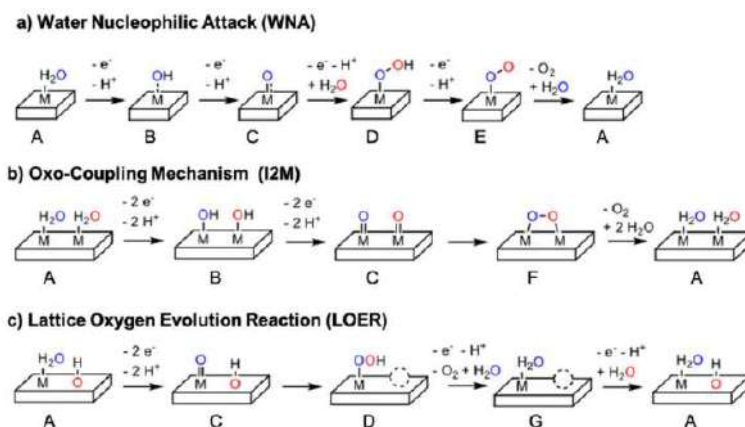 a) Water Nucleophilic Attack (WNA)
- e⁻ - e⁻ - e⁻ - H⁺ - e⁻ - O₂
H₂O - H⁺ OH - H⁺ O + H₂O O OH - H⁺ O O + H₂O H₂O
M M M M M M
A B C D E A
b) Oxo-Coupling Mechanism (I2M)
- 2 e⁻ - 2 e⁻ - O₂
H₂O H₂O - 2 H⁺ OH OH - 2 H⁺ O O O-O + 2 H₂O H₂O H₂O
M M M M M M M M M M
A B C F A
c) Lattice Oxygen Evolution Reaction (LOER)
- 2 e⁻ - e⁻ - H⁺ - e⁻ - H⁺
H₂O H - 2 H⁺ O H OOH - O₂ + H₂O H₂O + H₂O H₂O H
M O M O M M M O
A C D G A